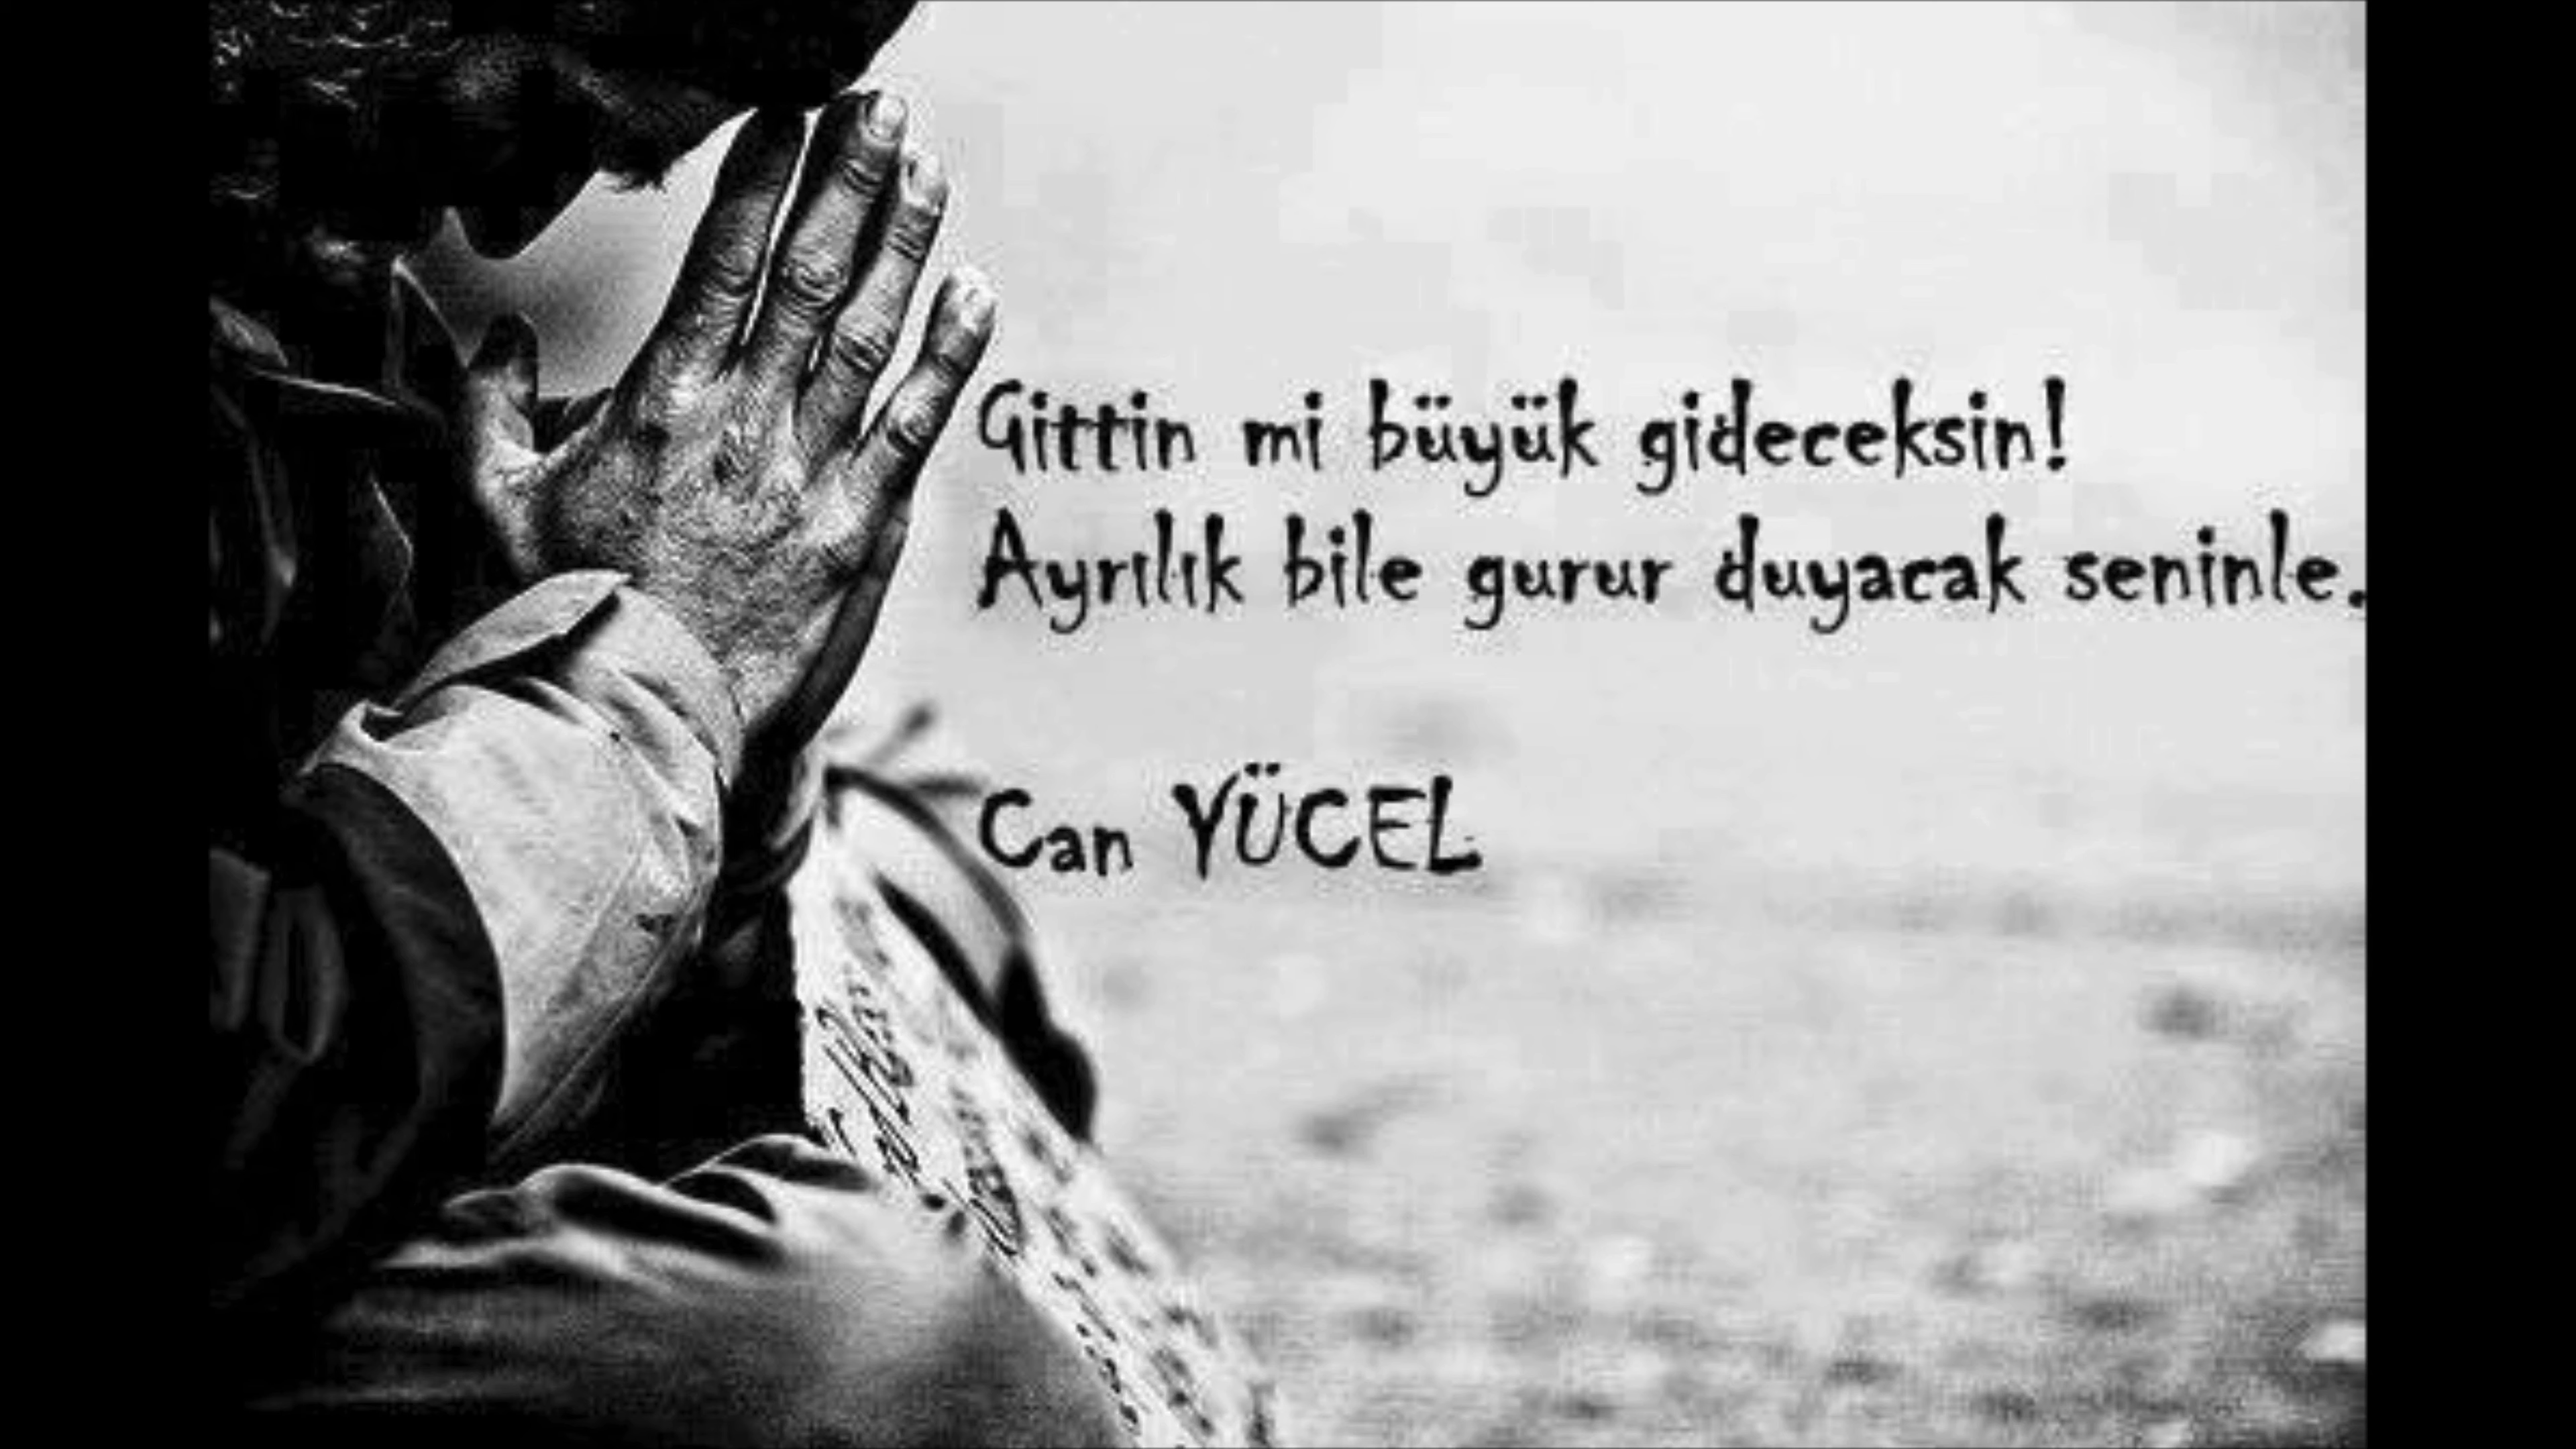 Gittin mi büyük gideceksin!
Ayrılık bile gurur duyacak seninle.
Can YÜCEL